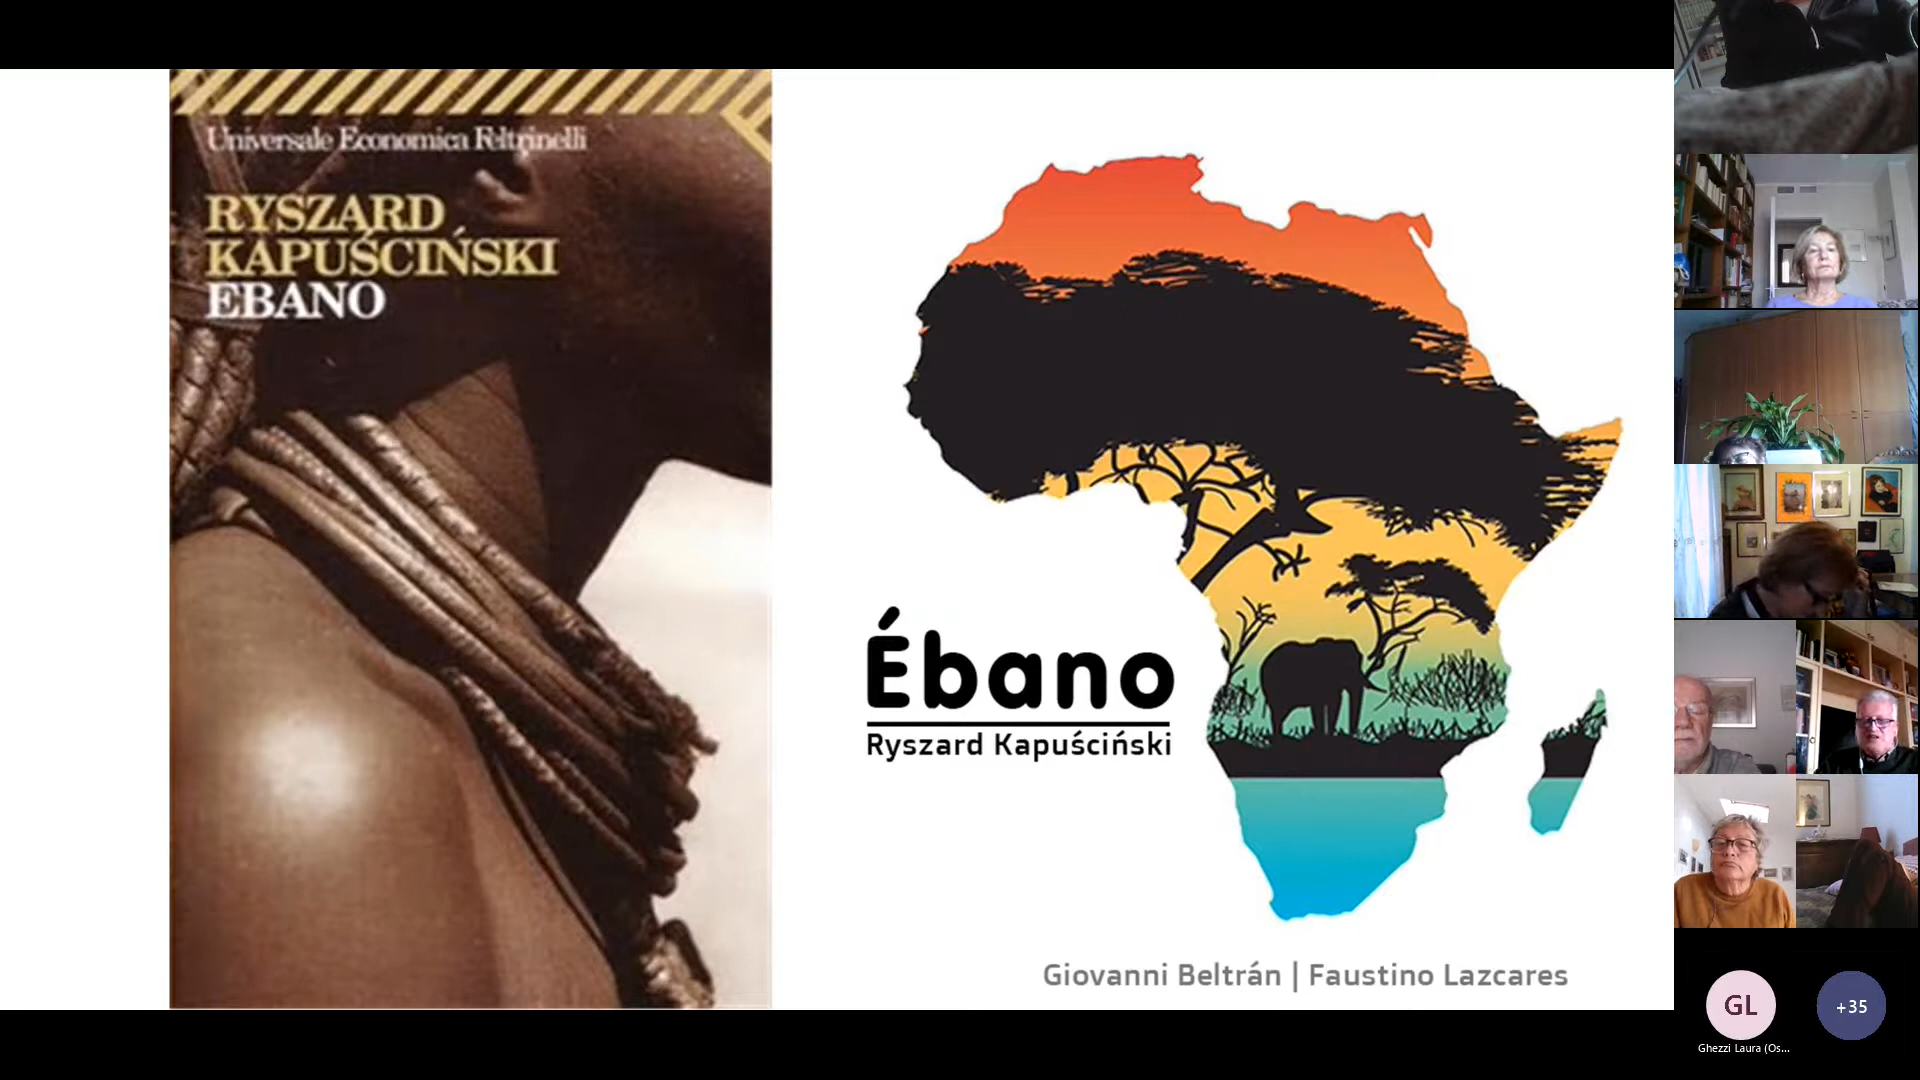 Universale Economica Feltrinelli
RYSZARD
KAPUŚCIŃSKI
EBANO
Ébano
Ryszard Kapuściński
Giovanni Beltrán | Faustino Lazcares
GL
+35
Ghezzi Laura (Os...